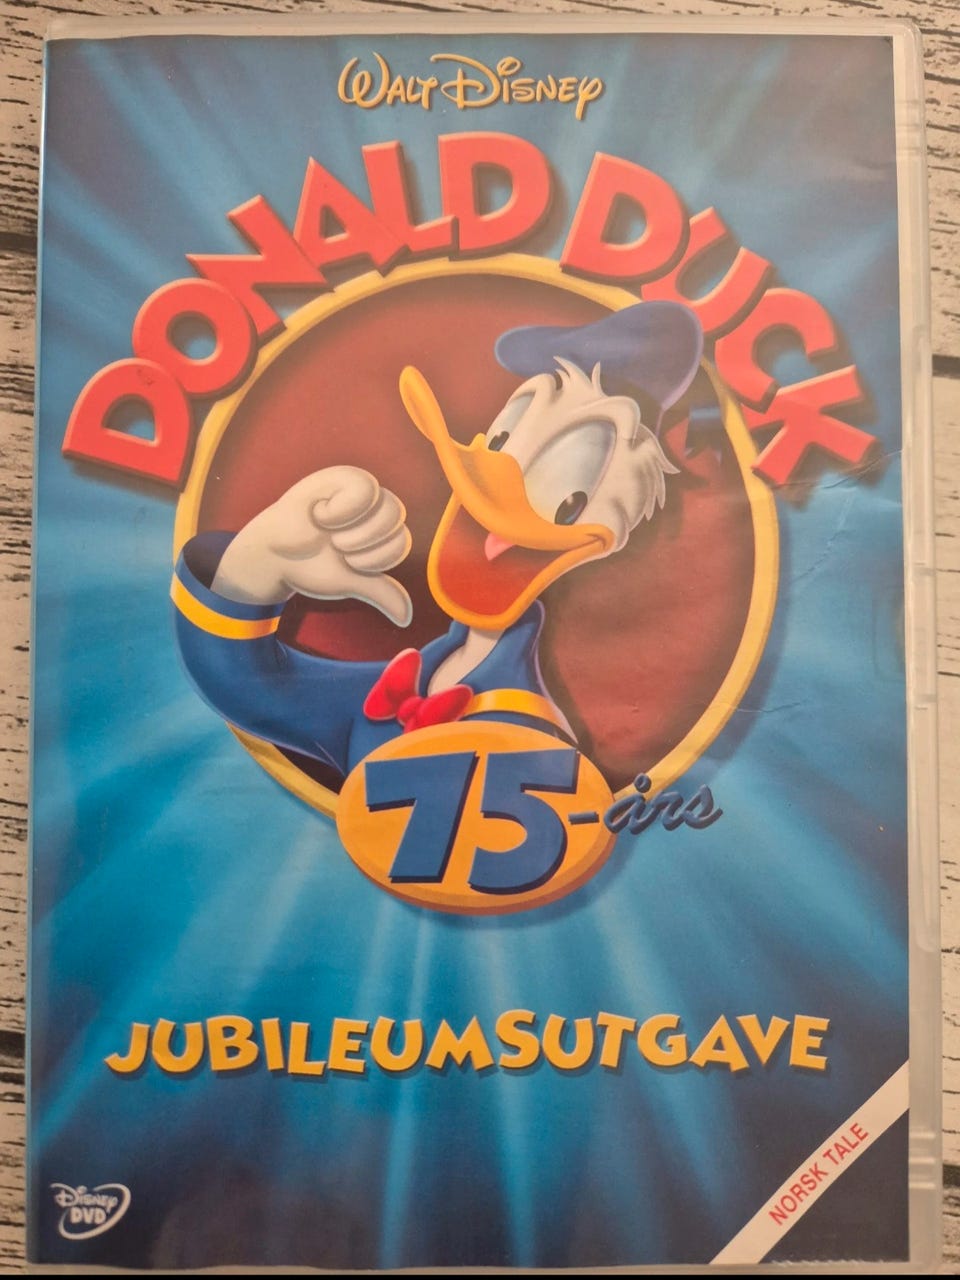 WALT DISNEY
DONALD DUCK
75-års
JUBILEUMSUTGAVE
NORSK TALE
DISNEY
DVD